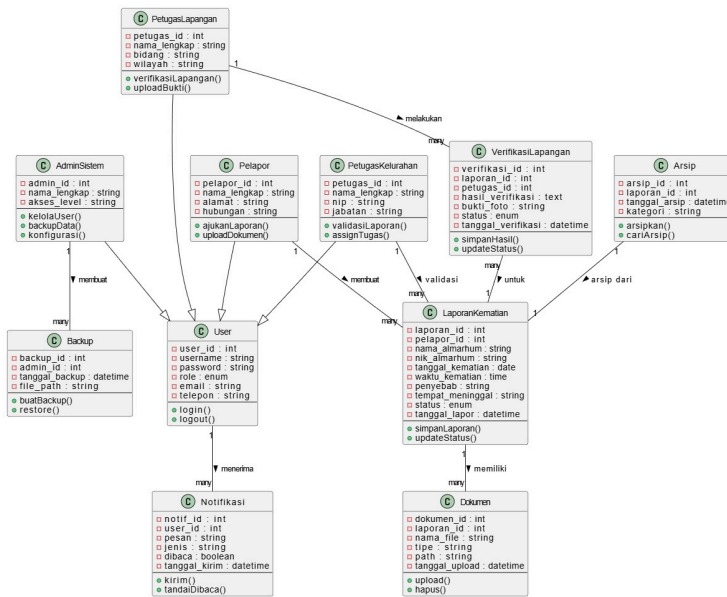 C PetugasLapangan
petugas_id : int
nama_lengkap : string
bidang : string
wilayah : string
verifikasiLapangan()
uploadBukti()
1
melakukan
many
C AdminSistem
admin_id : int
nama_lengkap : string
akses_level : string
kelolaUser()
backupData()
konfigurasi()
C Pelapor
pelapor_id : int
nama_lengkap : string
alamat : string
hubungan : string
ajukanLaporan()
uploadDokumen()
C PetugasKelurahan
petugas_id : int
nama_lengkap : string
nip : string
jabatan : string
validasiLaporan()
assignTugas()
C VerifikasiLapangan
verifikasi_id : int
laporan_id : int
petugas_id : int
hasil_verifikasi : text
bukti_foto : string
status : enum
tanggal_verifikasi : datetime
simpanHasil()
updateStatus()
C Arsip
arsip_id : int
laporan_id : int
tanggal_arsip : datetime
kategori : string
arsipkan()
cariArsip()
1
membuat
many
1
membuat
many
1
validasi
many
many
untuk
1
1
arsip dari
1
C Backup
backup_id : int
admin_id : int
tanggal_backup : datetime
file_path : string
buatBackup()
restore()
C User
user_id : int
username : string
password : string
role : enum
email : string
telepon : string
login()
logout()
C LaporanKematian
laporan_id : int
pelapor_id : int
nama_almarhum : string
nik_almarhum : string
tanggal_kematian : date
waktu_kematian : time
penyebab : string
tempat_meninggal : string
status : enum
tanggal_lapor : datetime
simpanLaporan()
updateStatus()
1
menerima
many
1
memiliki
many
C Notifikasi
notif_id : int
user_id : int
pesan : string
jenis : string
dibaca : boolean
tanggal_kirim : datetime
kirim()
tandaiDibaca()
C Dokumen
dokumen_id : int
laporan_id : int
nama_file : string
tipe : string
path : string
tanggal_upload : datetime
upload()
hapus()